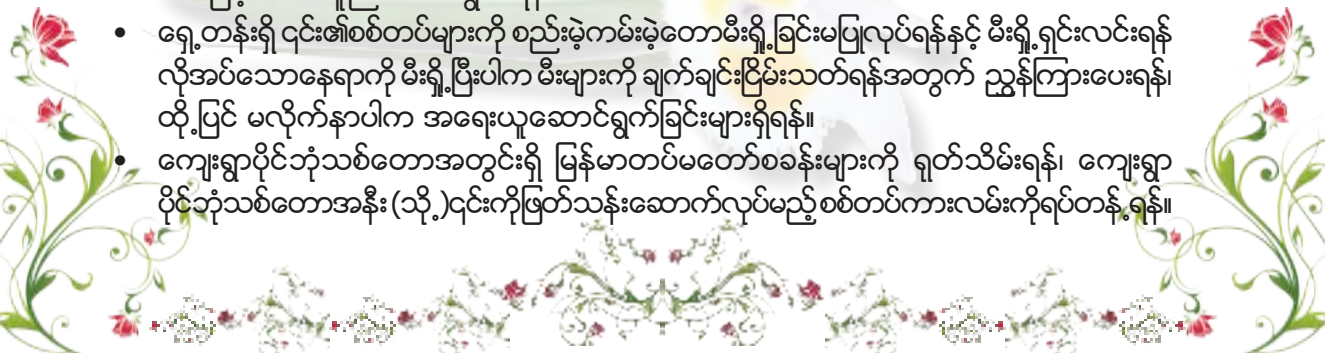 • ရှေ့တန်းရှိ ၎င်း၏စစ်တပ်များကို စည်းမဲ့ကမ်းမဲ့တောမီးရှို့ခြင်းမပြုလုပ်ရန်နှင့် မီးရှို့ရှင်းလင်းရန်
လိုအပ်သောနေရာကို မီးရှို့ပြီးပါက မီးများကို ချက်ချင်းငြိမ်းသတ်ရန်အတွက် ညွှန်ကြားပေးရန်၊
ထို့ပြင် မလိုက်နာပါက အရေးယူဆောင်ရွက်ခြင်းများရှိရန်။
• ကျေးရွာပိုင်ဘုံသစ်တောအတွင်းရှိ မြန်မာတပ်မတော်စခန်းများကို ရုတ်သိမ်းရန်၊ ကျေးရွာ
ပိုင်ဘုံသစ်တောအနီး (သို့)၎င်းကိုဖြတ်သန်းဆောက်လုပ်မည့်စစ်တပ်ကားလမ်းကိုရပ်တန့်ရန်။